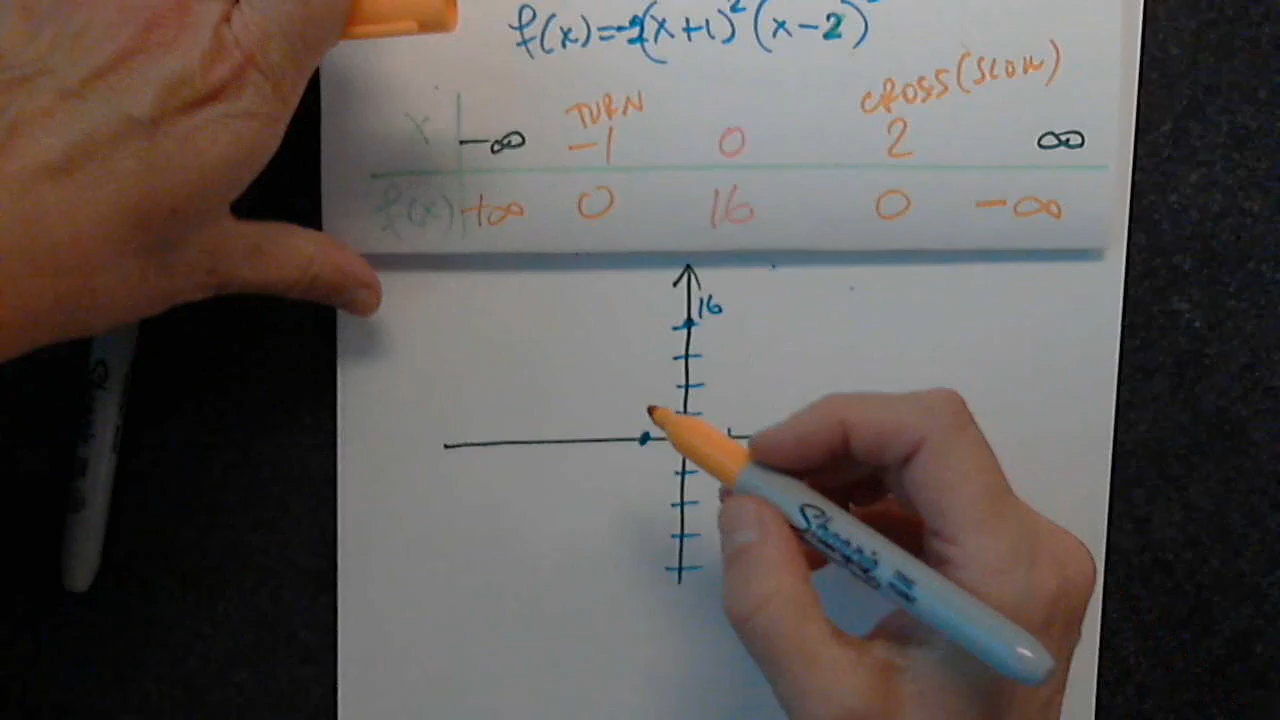 f(x)=-2(x+1)²(x-2)
TURN CROSS(SLOW)
x -∞ -1 0 2 ∞
f(x) +∞ 0 16 0 -∞
16
Sharpie